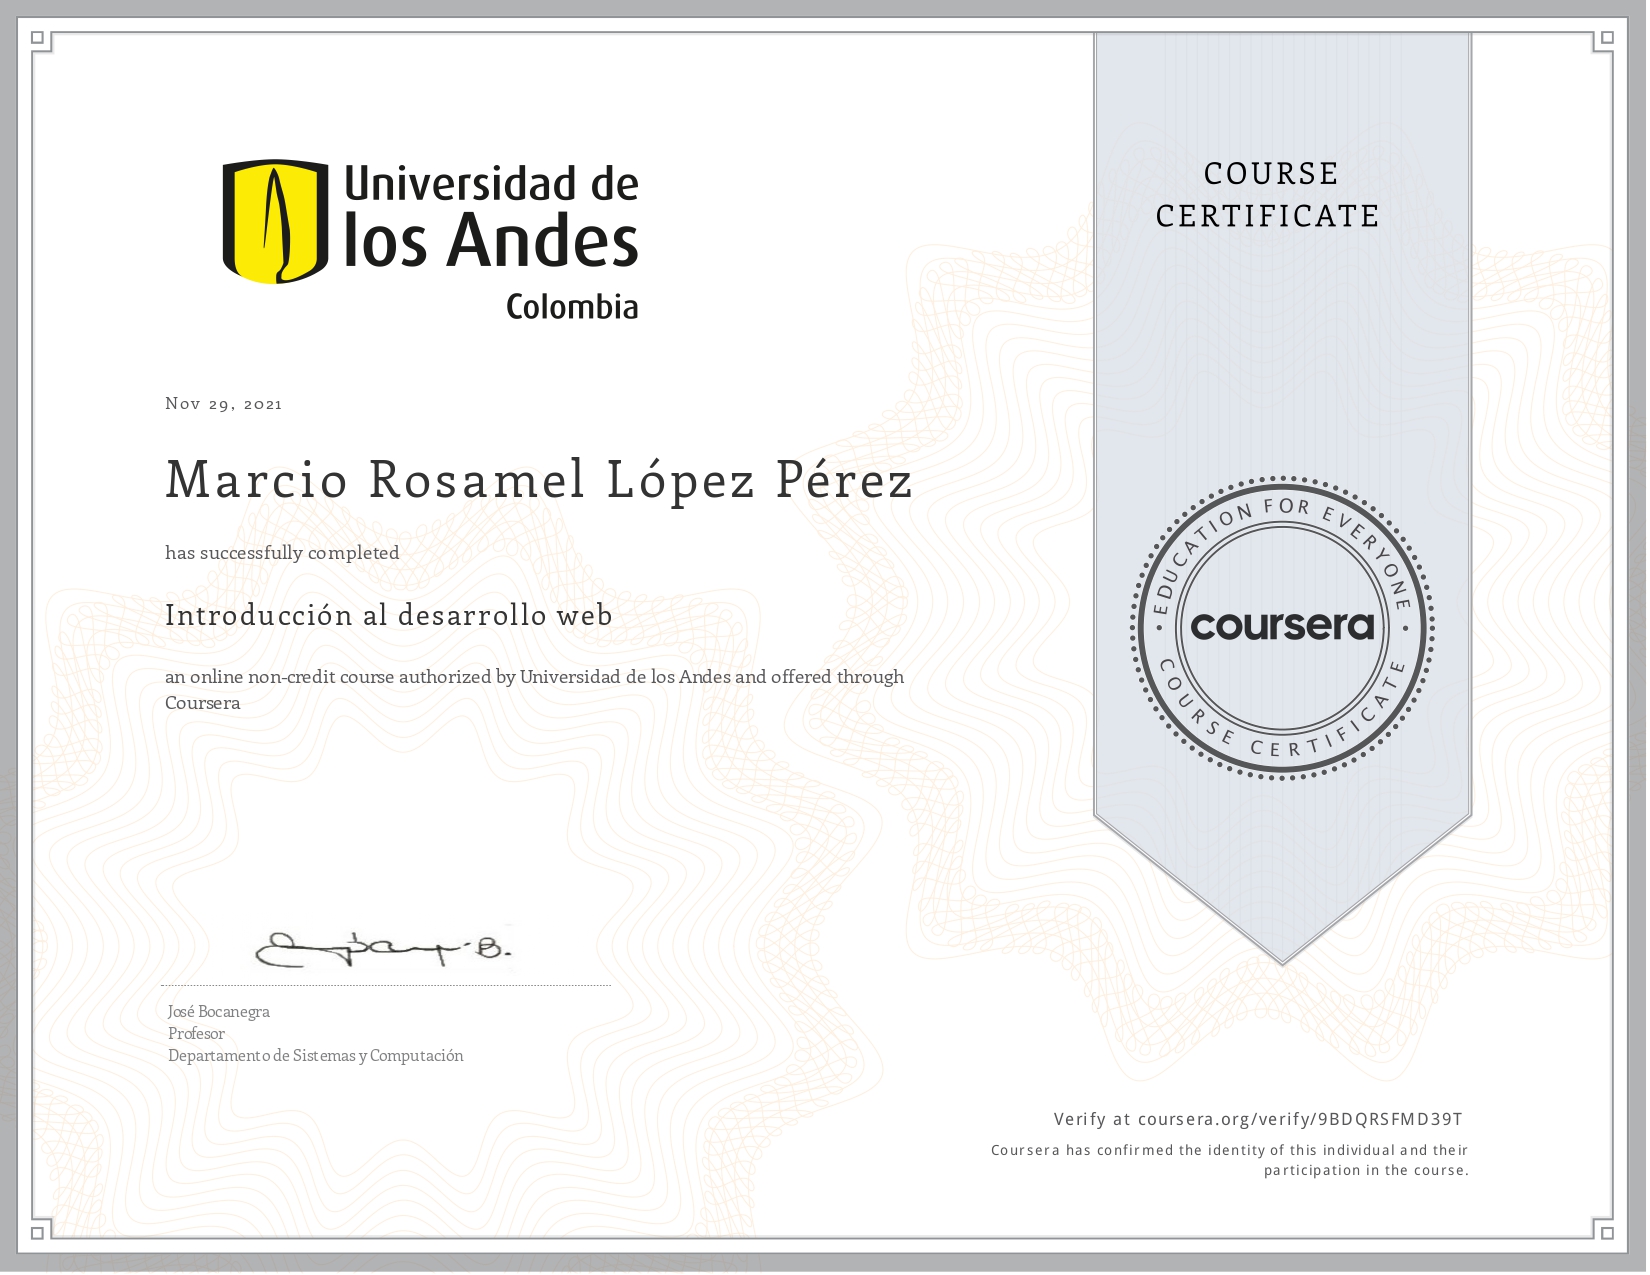 Universidad de
los Andes
Colombia
COURSE
CERTIFICATE
Nov 29, 2021
Marcio Rosamel López Pérez
has successfully completed
Introducción al desarrollo web
an online non-credit course authorized by Universidad de los Andes and offered through
Coursera
EDUCATION FOR EVERYONE
coursera
COURSE CERTIFICATE
José Bocanegra
Profesor
Departamento de Sistemas y Computación
Verify at coursera.org/verify/9BDQRSFMD39T
Coursera has confirmed the identity of this individual and their
participation in the course.